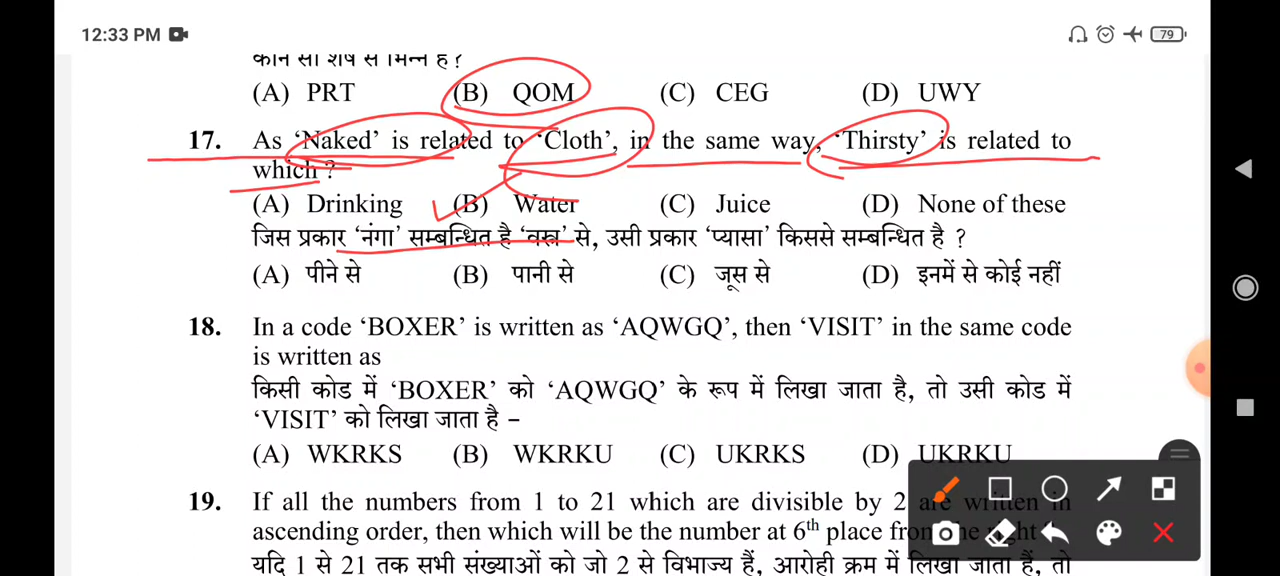 12:33 PM
79
कौन सा शेष से भिन्न है ?
(A) PRT (B) QOM (C) CEG (D) UWY
17. As ‘Naked’ is related to ‘Cloth’, in the same way, ‘Thirsty’ is related to
which ?
(A) Drinking (B) Water (C) Juice (D) None of these
जिस प्रकार ‘नंगा’ सम्बन्धित है ‘वस्त्र’ से, उसी प्रकार ‘प्यासा’ किससे सम्बन्धित है ?
(A) पीने से (B) पानी से (C) जूस से (D) इनमें से कोई नहीं
18. In a code ‘BOXER’ is written as ‘AQWGQ’, then ‘VISIT’ in the same code
is written as
किसी कोड में ‘BOXER’ को ‘AQWGQ’ के रूप में लिखा जाता है, तो उसी कोड में
‘VISIT’ को लिखा जाता है –
(A) WKRKS (B) WKRKU (C) UKRKS (D) UKRKU
19. If all the numbers from 1 to 21 which are divisible by 2 are written in
ascending order, then which will be the number at 6th place from the right
यदि 1 से 21 तक सभी संख्याओं को जो 2 से विभाज्य हैं, आरोही क्रम में लिखा जाता है, तो